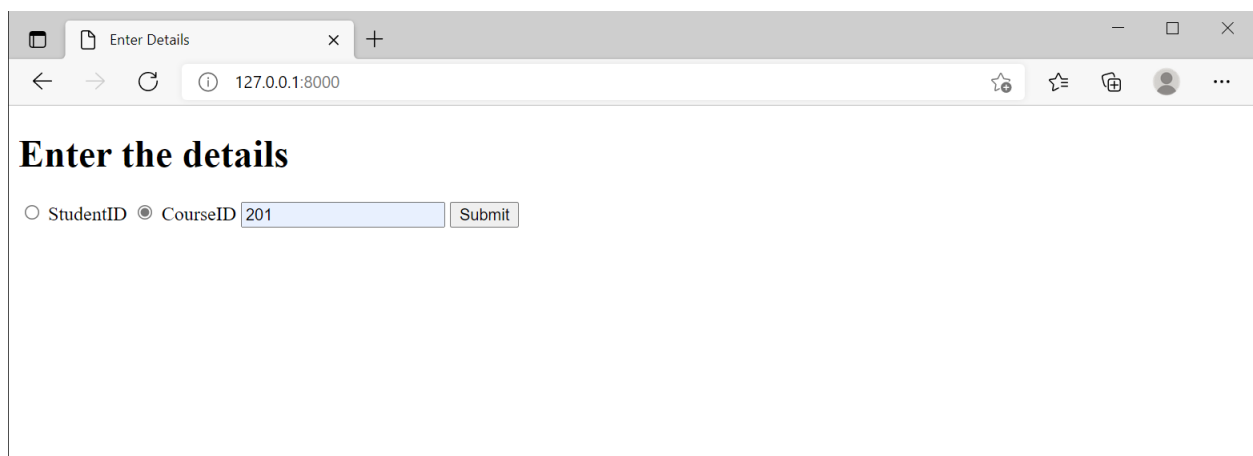 Enter Details
127.0.0.1:8000
Enter the details
StudentID CourseID 201 Submit